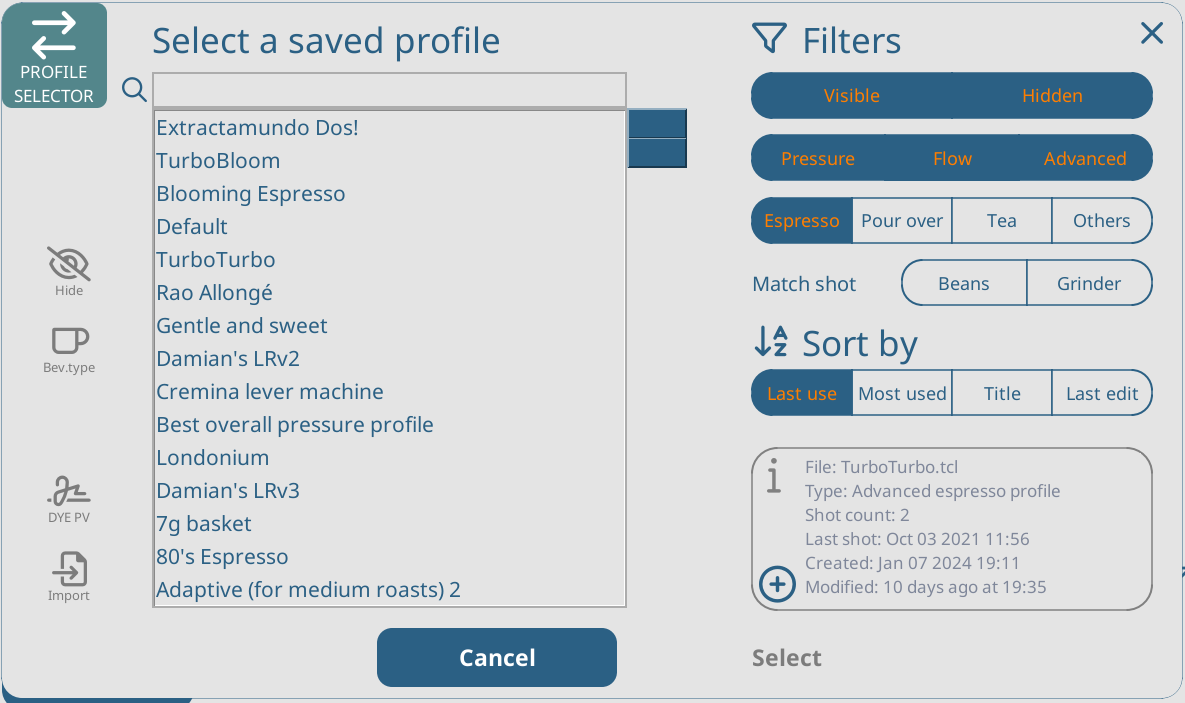 PROFILE
SELECTOR
Select a saved profile
Extractamundo Dos!
TurboBloom
Blooming Espresso
Default
TurboTurbo
Rao Allongé
Gentle and sweet
Damian's LRv2
Cremina lever machine
Best overall pressure profile
Londonium
Damian's LRv3
7g basket
80's Espresso
Adaptive (for medium roasts) 2
Hide
Bev.type
DYE PV
Import
Cancel
Filters
Visible Hidden
Pressure Flow Advanced
Espresso Pour over Tea Others
Match shot Beans Grinder
Sort by
Last use Most used Title Last edit
File: TurboTurbo.tcl
Type: Advanced espresso profile
Shot count: 2
Last shot: Oct 03 2021 11:56
Created: Jan 07 2024 19:11
Modified: 10 days ago at 19:35
Select